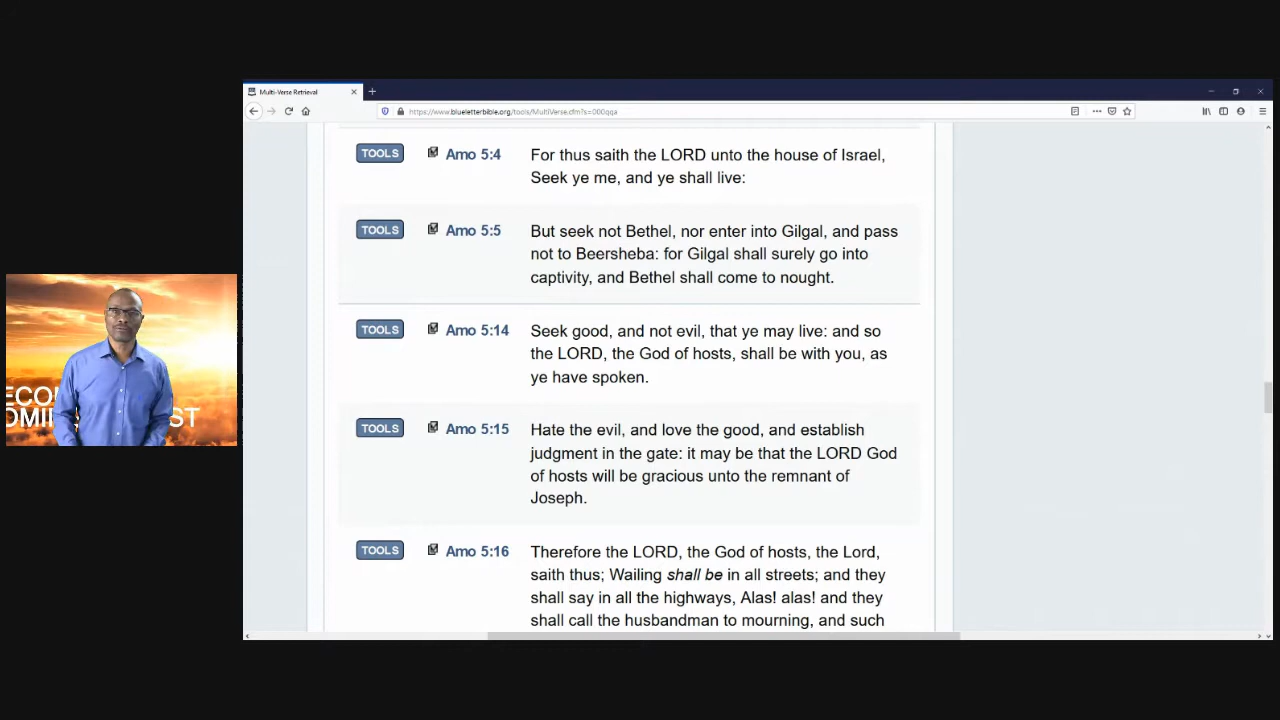 Multi-Verse Retrieval
https://www.blueletterbible.org/tools/MultiVerse.cfm?s=000qqa
TOOLS Amo 5:4 For thus saith the LORD unto the house of Israel,
Seek ye me, and ye shall live:
TOOLS Amo 5:5 But seek not Bethel, nor enter into Gilgal, and pass
not to Beersheba: for Gilgal shall surely go into
captivity, and Bethel shall come to nought.
TOOLS Amo 5:14 Seek good, and not evil, that ye may live: and so
the LORD, the God of hosts, shall be with you, as
ye have spoken.
TOOLS Amo 5:15 Hate the evil, and love the good, and establish
judgment in the gate: it may be that the LORD God
of hosts will be gracious unto the remnant of
Joseph.
TOOLS Amo 5:16 Therefore the LORD, the God of hosts, the Lord,
saith thus; Wailing shall be in all streets; and they
shall say in all the highways, Alas! alas! and they
shall call the husbandman to mourning, and such
ECO
OMI ST